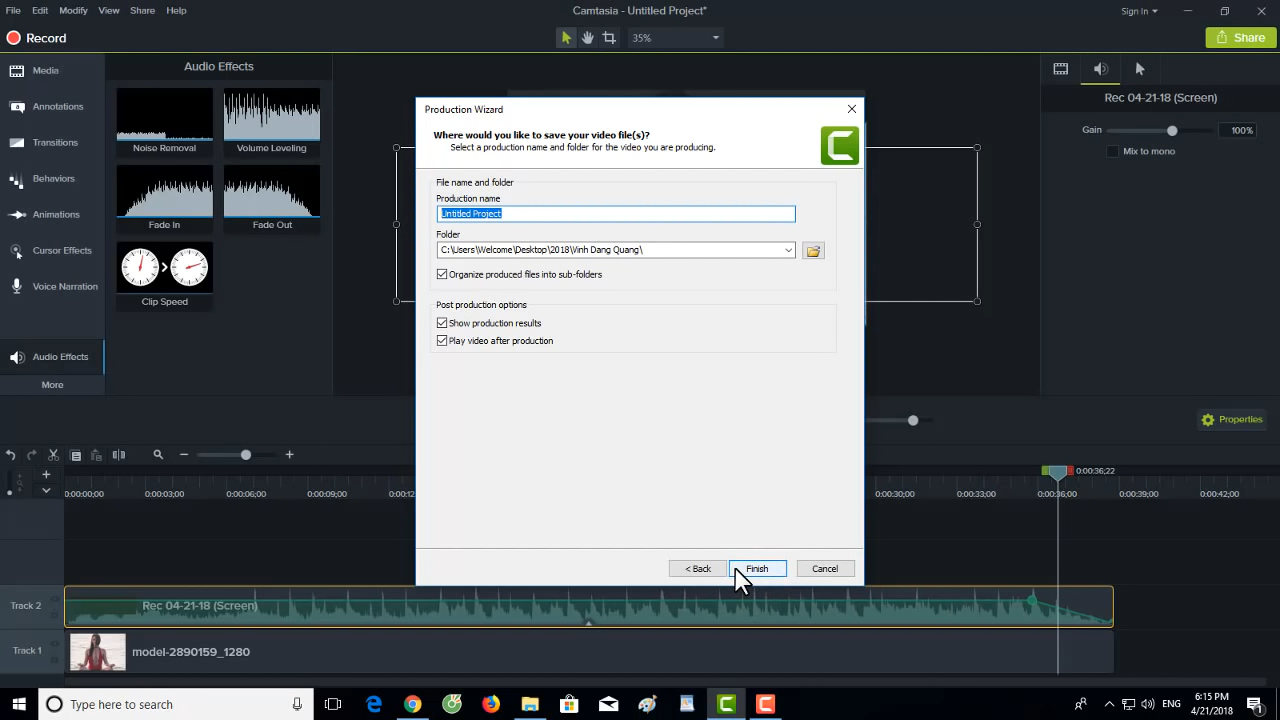 File Edit Modify View Share Help
Camtasia - Untitled Project*
Sign In
Record
35%
Share
Media
Annotations
Transitions
Behaviors
Animations
Cursor Effects
Voice Narration
Audio Effects
More
Audio Effects
Noise Removal
Volume Leveling
Fade In
Fade Out
Clip Speed
Production Wizard
Where would you like to save your video file(s)?
Select a production name and folder for the video you are producing.
File name and folder
Production name
Untitled Project
Folder
C:\Users\Welcome\Desktop\2018\Vinh Dang Quang\
Organize produced files into sub-folders
Post production options
Show production results
Play video after production
< Back
Finish
Cancel
Rec 04-21-18 (Screen)
Gain
100%
Mix to mono
Properties
0:00:36;22
0:00:00;00 0:00:03;00 0:00:06;00 0:00:09;00 0:00:12 0:00:30;00 0:00:33;00 0:00:36;00 0:00:39;00 0:00:42;00
Track 2
Rec 04-21-18 (Screen)
Track 1
model-2890159_1280
Type here to search
ENG
6:15 PM
4/21/2018
1